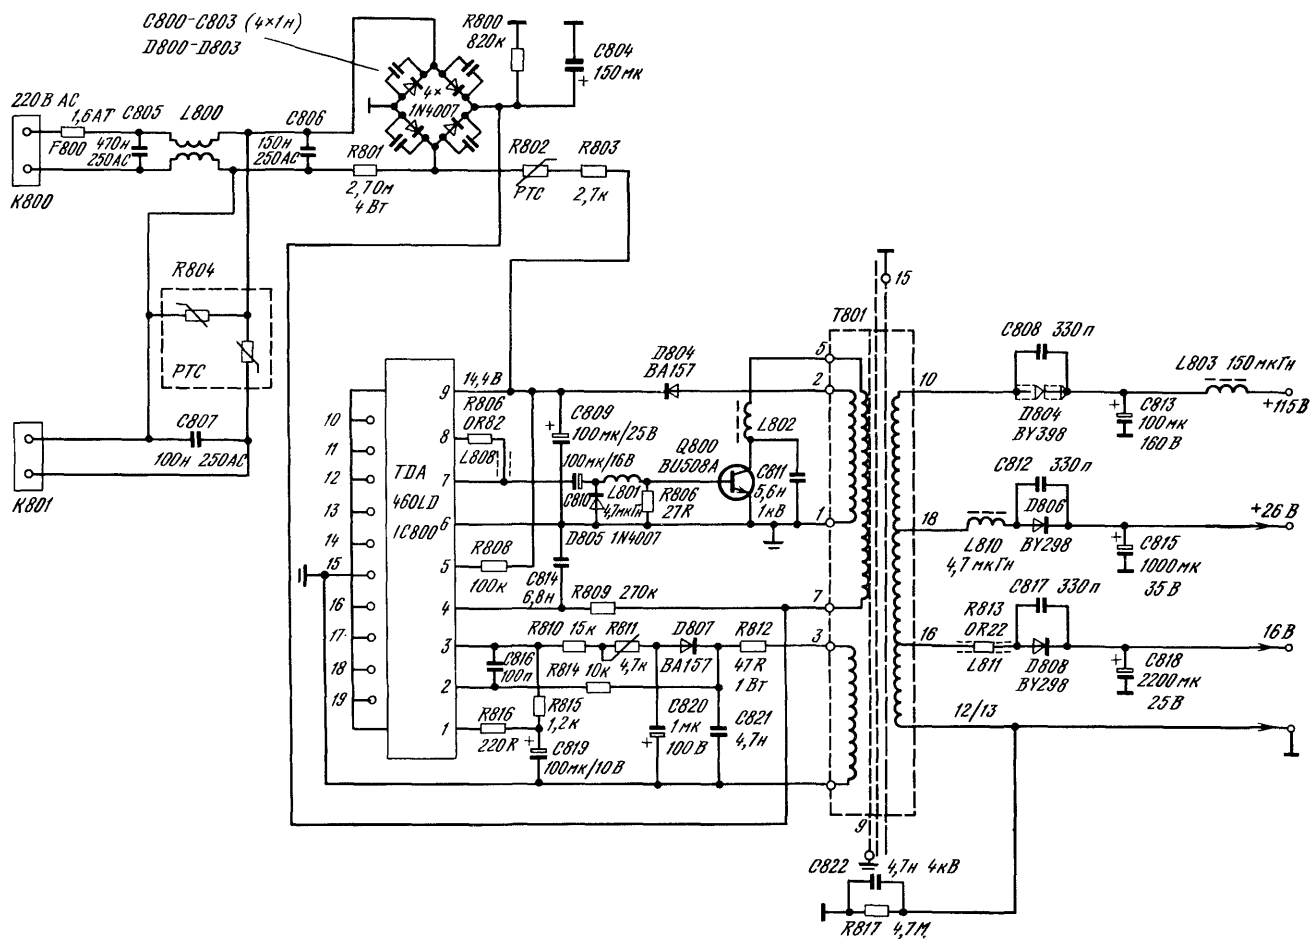 C800-C803 (4×1н)
D800-D803
R800
820к
C804
150мк
+
220В АС
1,6АТ
C805
L800
C806
4×
1N4007
F800
470н
250АС
150н
250АС
R801
2,7Ом
4Вт
R802
РТС
R803
2,7к
K800
R804
РТС
C807
100н 250АС
K801
15
T801
C808 330п
L803 150мкГн
+115В
14,4В
D804
BA157
5
2
10
D804
BY398
+
C813
100мк
160В
9
R806
0R82
C809
100мк/25В
+
L802
10
8
L808
100мк/16В
Q800
BU508A
C811
5,6н
1кВ
11
TDA
460LD
IC800
7
C810
L801
4,7мкГн
R806
27R
12
13
6
D805 1N4007
1
18
C812 330п
D806
BY298
L810
4,7мкГн
+26В
+
C815
1000мк
35В
14
R808
100к
5
C814
6,8н
15
R809 270к
4
7
16
C817 330п
R813
0R22
16
L811
D808
BY298
16В
+
C818
2200мк
25В
17
3
R810 15к
R811
4,7к
D807
BA157
R812
47R
1Вт
3
18
C816
100п
R814 10к
2
19
R815
1,2к
C820
1мк
100В
+
C821
4,7н
1
R816
220R
+
C819
100мк/10В
12/13
9
C822 4,7н 4кВ
R817 4,7М